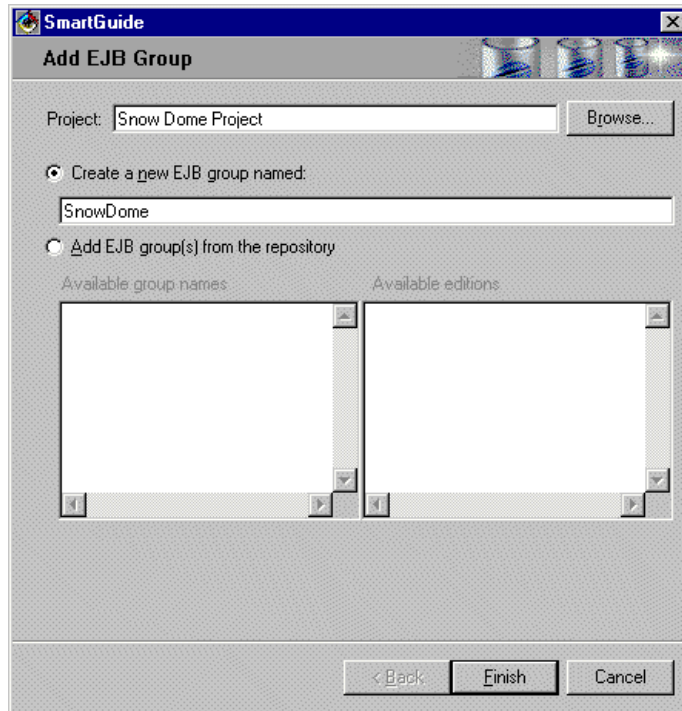 SmartGuide
Add EJB Group
Project: Snow Dome Project Browse...
Create a new EJB group named:
SnowDome
Add EJB group(s) from the repository
Available group names Available editions
< Back Finish Cancel